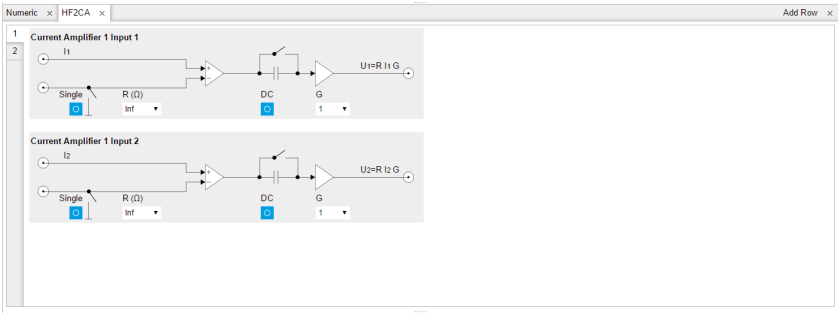 Numeric × HF2CA × Add Row ×
1
2
Current Amplifier 1 Input 1
I1
+
−
U1=R I1 G
Single R (Ω) DC G
Inf ▼ 1 ▼
Current Amplifier 1 Input 2
I2
+
−
U2=R I2 G
Single R (Ω) DC G
Inf ▼ 1 ▼